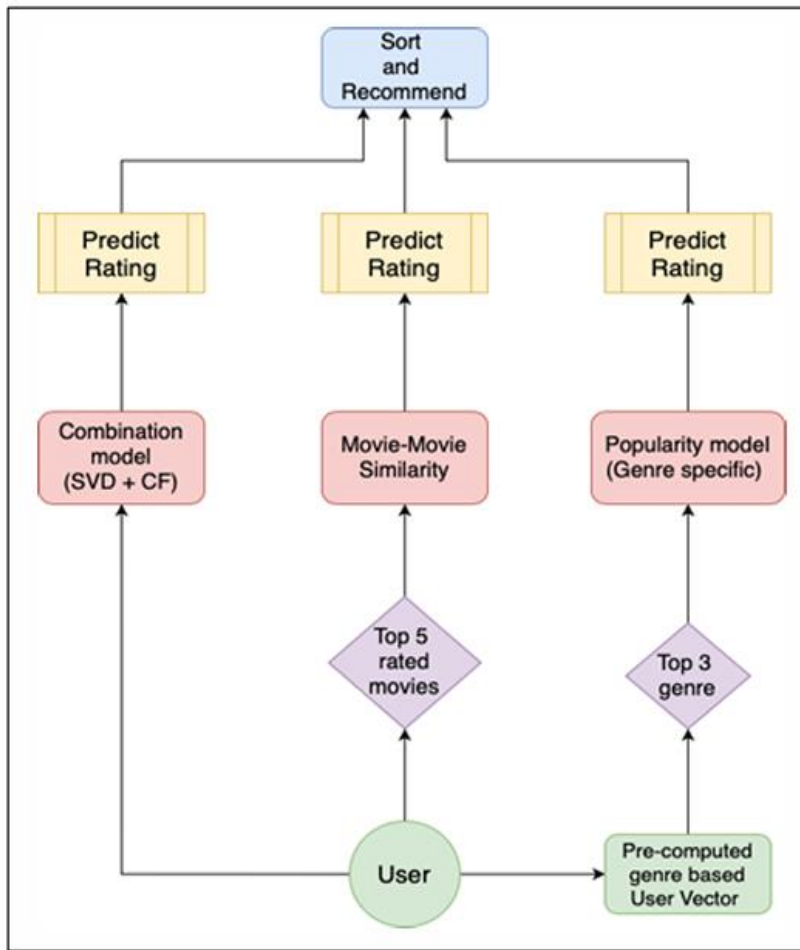 Sort
and
Recommend
Predict
Rating
Predict
Rating
Predict
Rating
Combination
model
(SVD + CF)
Movie-Movie
Similarity
Popularity model
(Genre specific)
Top 5
rated
movies
Top 3
genre
User
Pre-computed
genre based
User Vector